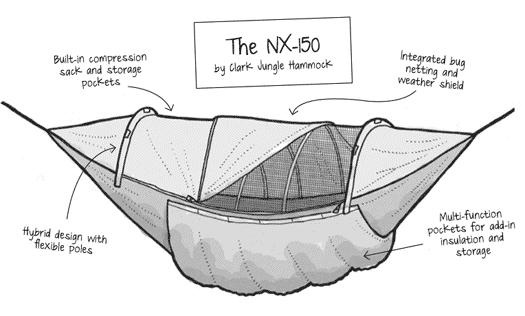 The NX-150
by Clark Jungle Hammock
Built-in compression
sack and storage
pockets
Integrated bug
netting and
weather shield
Hybrid design with
flexible poles
Multi-function
pockets for add-in
insulation and
storage